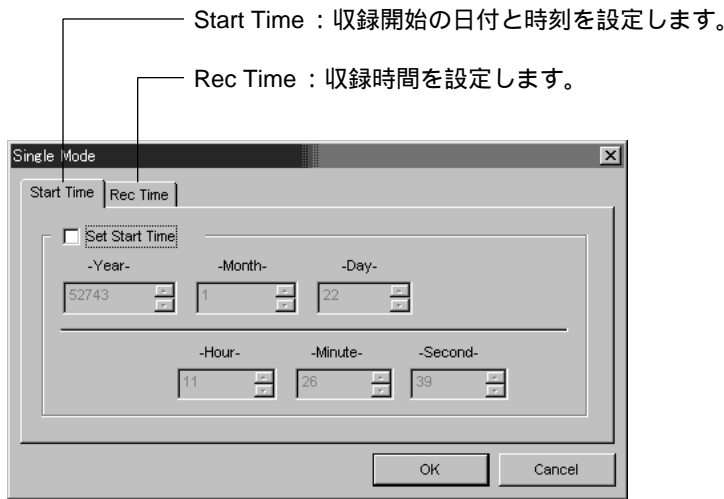 Start Time：収録開始の日付と時刻を設定します。
Rec Time：収録時間を設定します。
Single Mode
Start Time Rec Time
Set Start Time
-Year- -Month- -Day-
52743 1 22
-Hour- -Minute- -Second-
11 26 39
OK Cancel